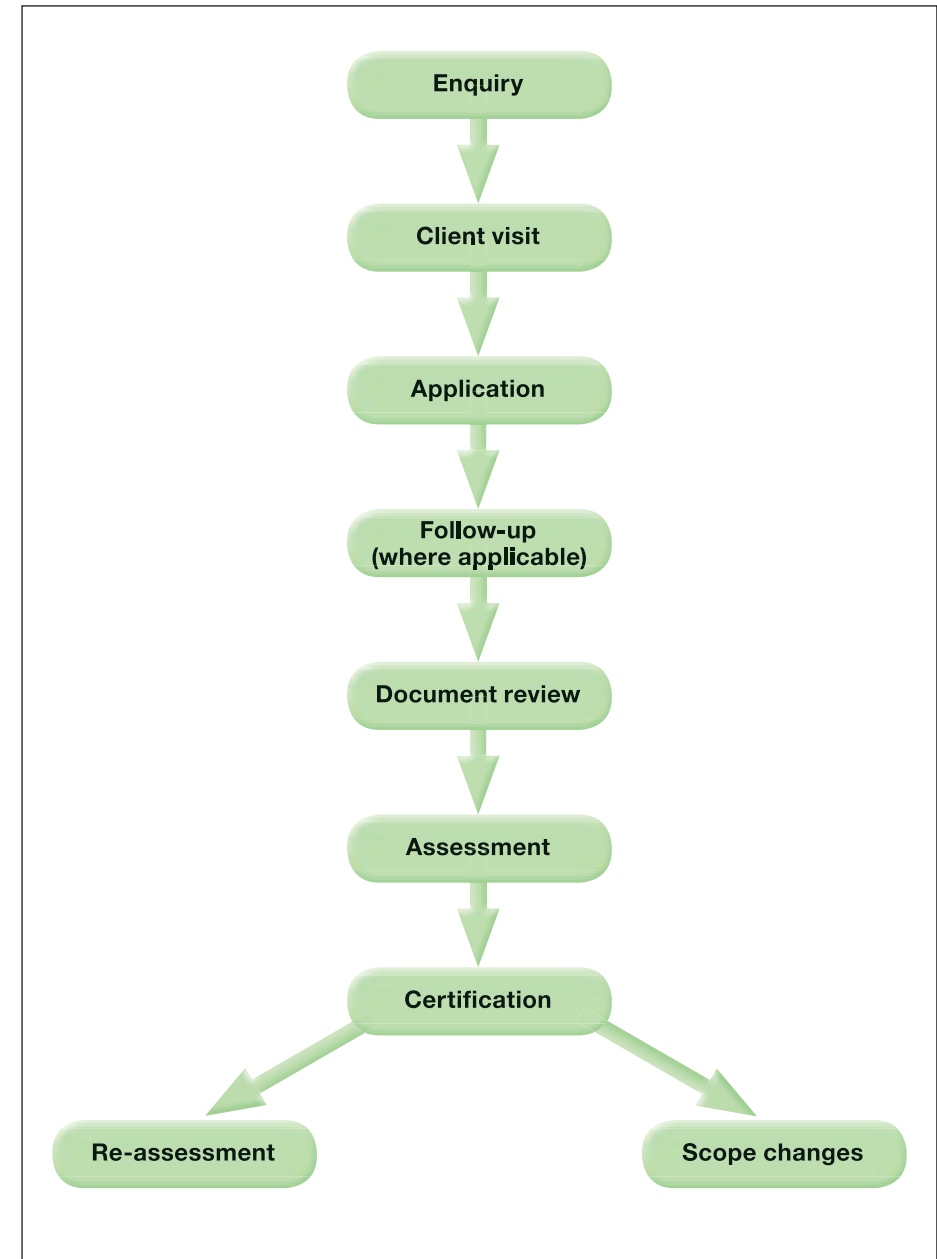 Enquiry
Client visit
Application
Follow-up
(where applicable)
Document review
Assessment
Certification
Re-assessment
Scope changes